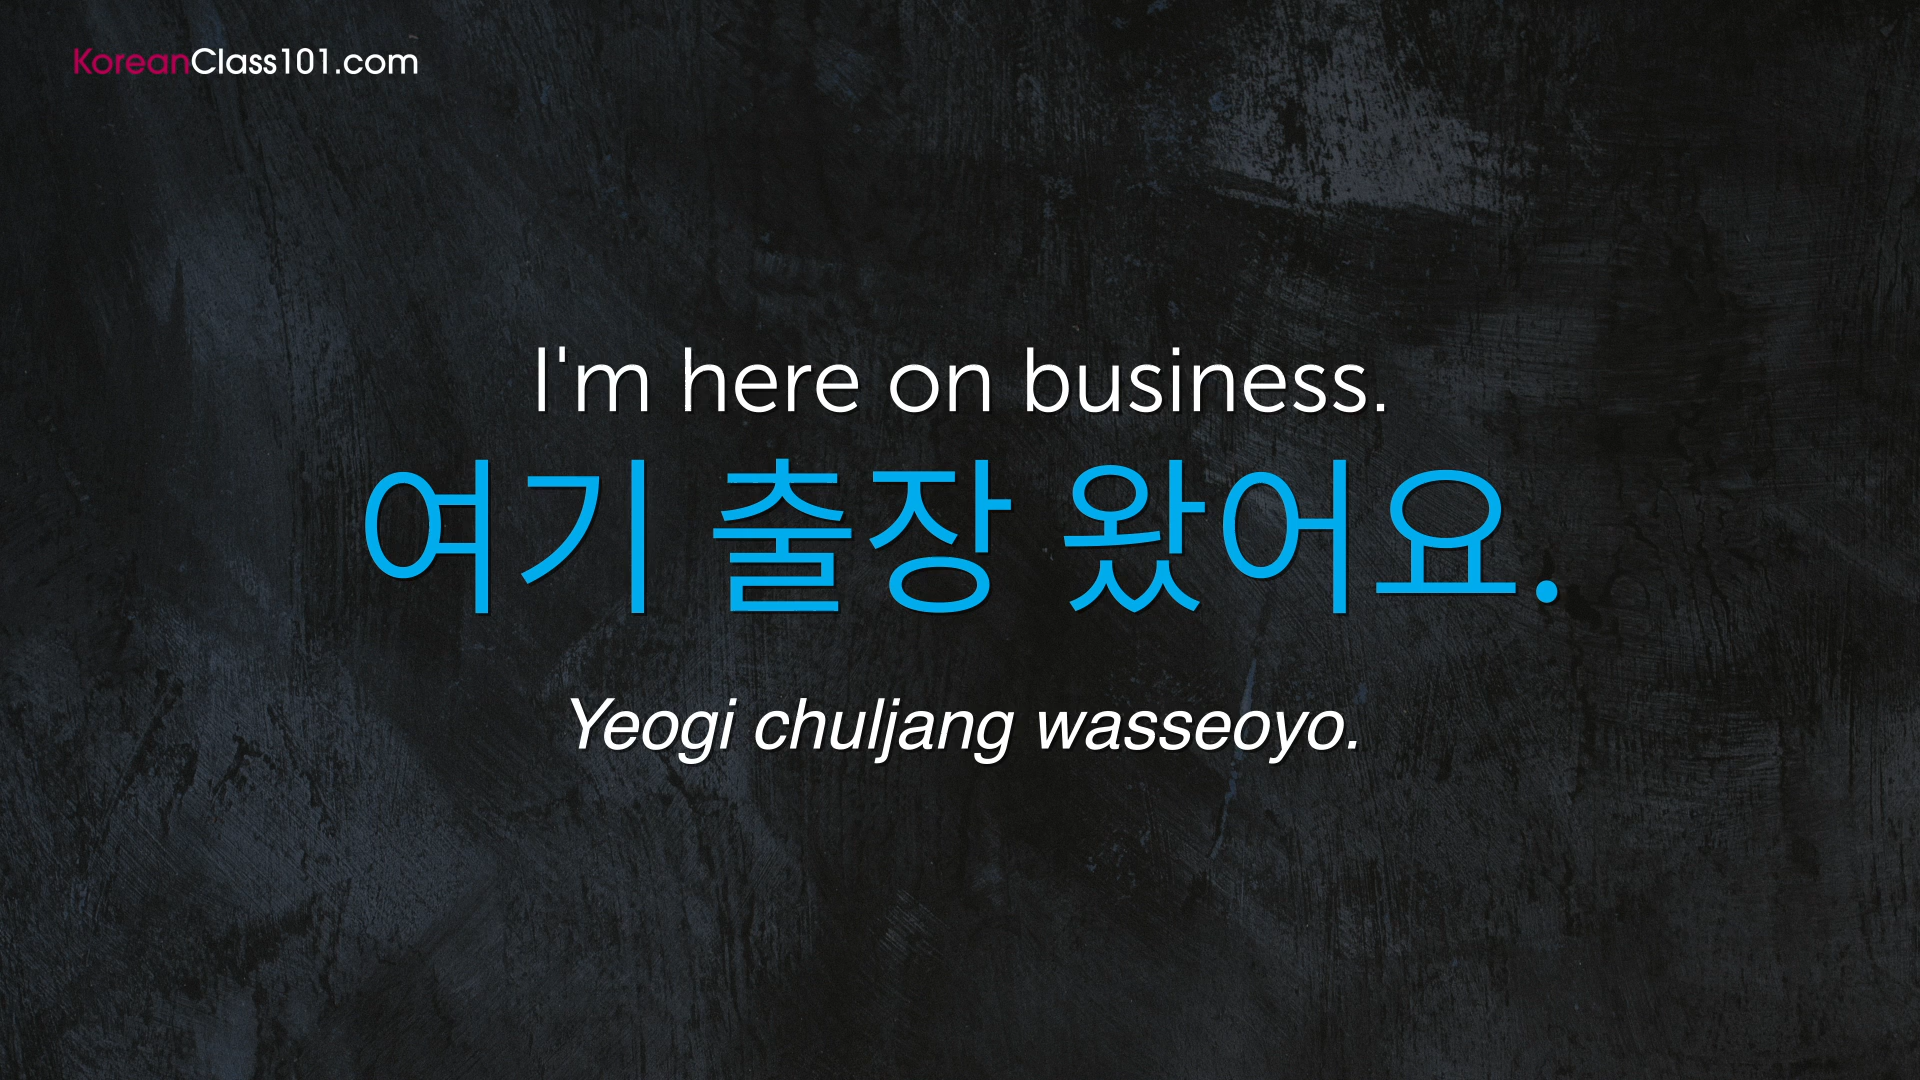 KoreanClass101.com
I'm here on business.
여기 출장 왔어요.
Yeogi chuljang wasseoyo.